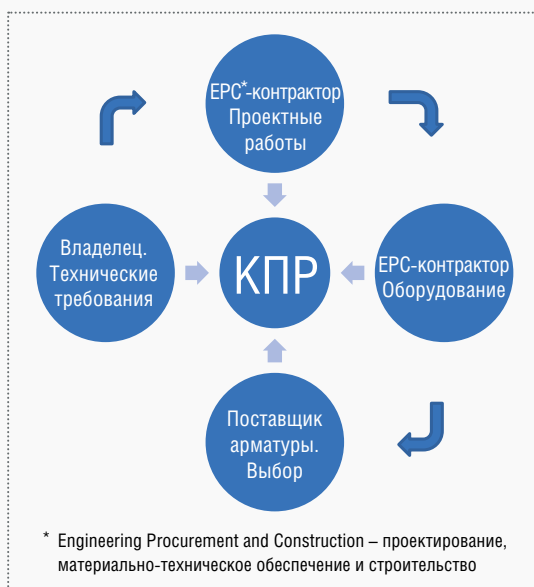 EPC*-контрактор
Проектные
работы
Владелец.
Технические
требования
КПР
EPC-контрактор
Оборудование
Поставщик
арматуры.
Выбор
* Engineering Procurement and Construction – проектирование,
материально-техническое обеспечение и строительство